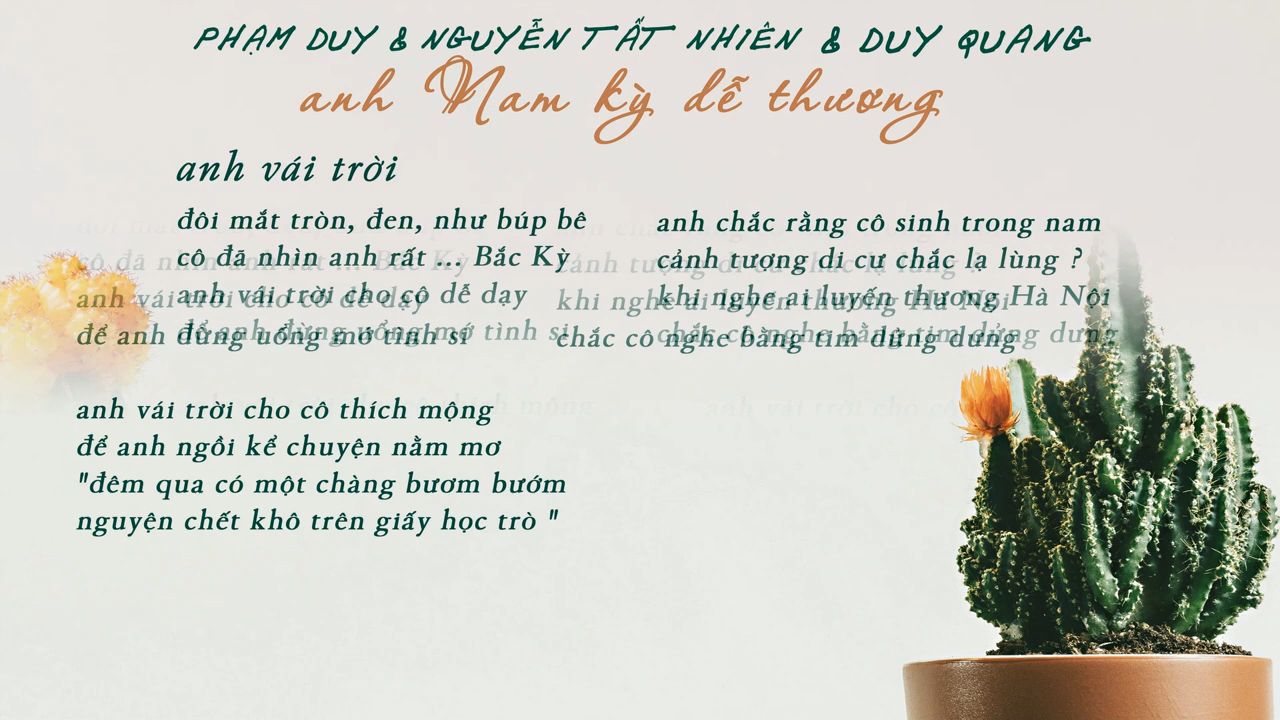 PHẠM DUY & NGUYỄN TẤT NHIÊN & DUY QUANG
anh Nam kỳ dễ thương
anh vái trời
đôi mắt tròn, đen, như búp bê
cô đã nhìn anh rất ... Bắc Kỳ
anh vái trời cho cô dễ dạy
để anh đừng uổng mớ tình si
anh chắc rằng cô sinh trong nam
cảnh tượng di cư chắc lạ lùng ?
khi nghe ai luyến thương Hà Nội
chắc cô nghe bằng tim dửng dưng
anh vái trời cho cô thích mộng
để anh ngồi kể chuyện nằm mơ
"đêm qua có một chàng bươm bướm
nguyện chết khô trên giấy học trò "